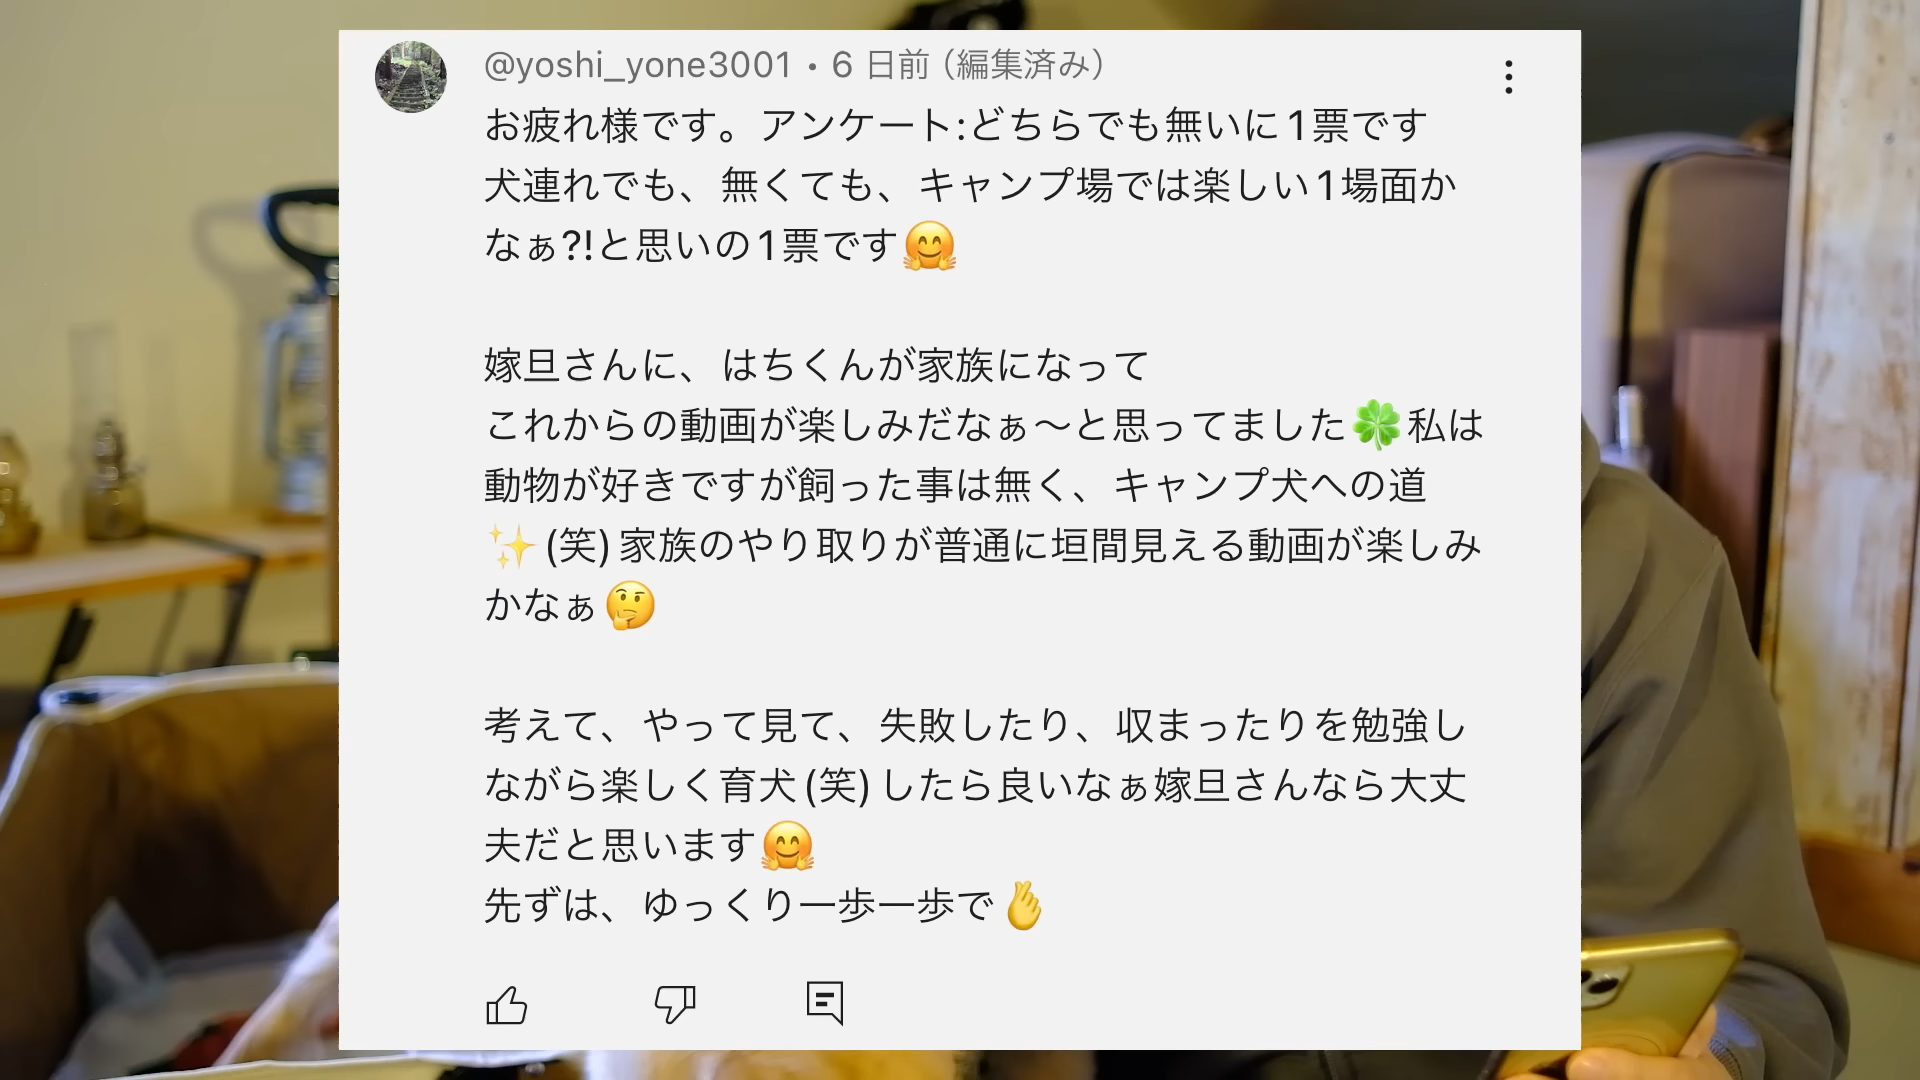 @yoshi_yone3001・6 日前（編集済み）
お疲れ様です。アンケート:どちらでも無いに1票です
犬連れでも、無くても、キャンプ場では楽しい1場面か
なぁ?!と思いの1票です🤗
嫁旦さんに、はちくんが家族になって
これからの動画が楽しみだなぁ〜と思ってました🍀私は
動物が好きですが飼った事は無く、キャンプ犬への道
✨(笑)家族のやり取りが普通に垣間見える動画が楽しみ
かなぁ🤔
考えて、やって見て、失敗したり、収まったりを勉強し
ながら楽しく育犬(笑)したら良いなぁ嫁旦さんなら大丈
夫だと思います🤗
先ずは、ゆっくり一歩一歩で🫰